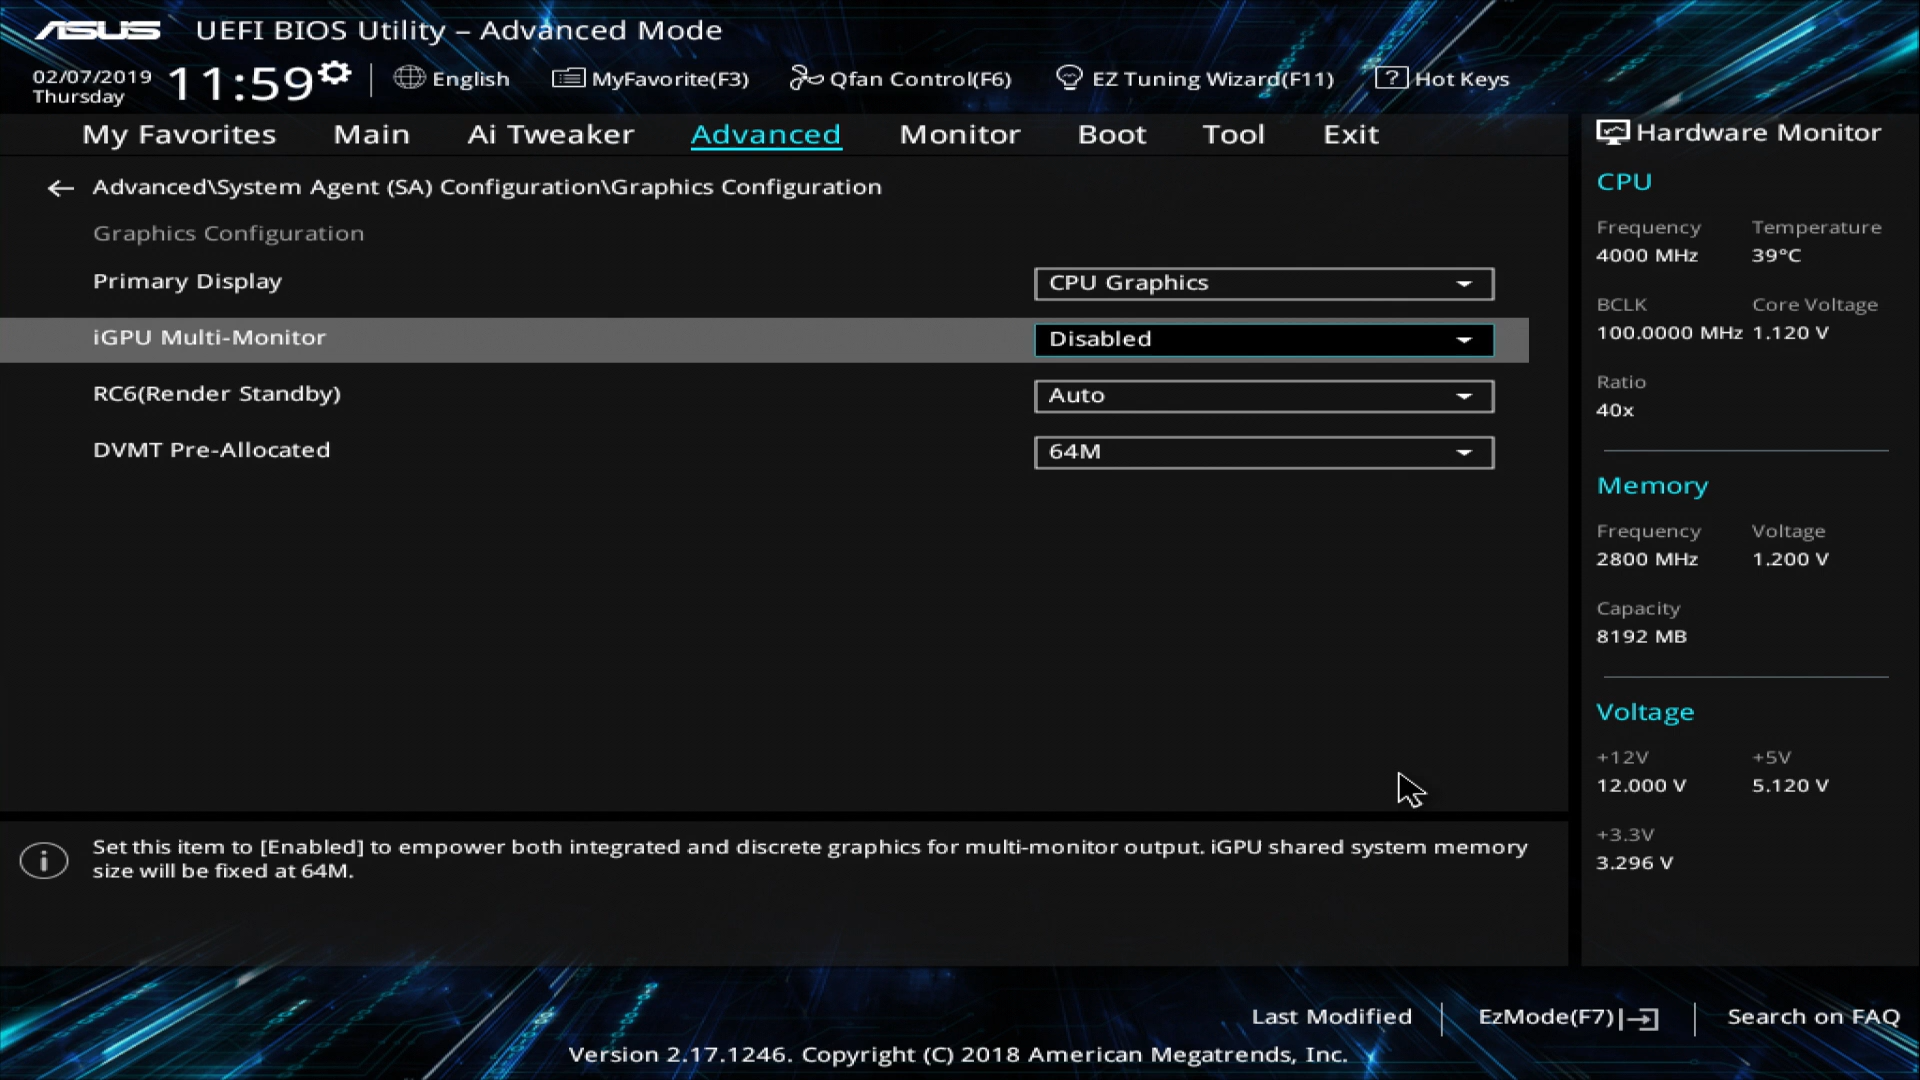 ASUS UEFI BIOS Utility – Advanced Mode
02/07/2019
Thursday
11:59
English MyFavorite(F3) Qfan Control(F6) EZ Tuning Wizard(F11) ? Hot Keys
My Favorites Main Ai Tweaker Advanced Monitor Boot Tool Exit
Advanced\System Agent (SA) Configuration\Graphics Configuration
Graphics Configuration
Primary Display CPU Graphics
iGPU Multi-Monitor Disabled
RC6(Render Standby) Auto
DVMT Pre-Allocated 64M
Set this item to [Enabled] to empower both integrated and discrete graphics for multi-monitor output. iGPU shared system memory
size will be fixed at 64M.
Hardware Monitor
CPU
Frequency Temperature
4000 MHz 39°C
BCLK Core Voltage
100.0000 MHz 1.120 V
Ratio
40x
Memory
Frequency Voltage
2800 MHz 1.200 V
Capacity
8192 MB
Voltage
+12V +5V
12.000 V 5.120 V
+3.3V
3.296 V
Last Modified EzMode(F7) Search on FAQ
Version 2.17.1246. Copyright (C) 2018 American Megatrends, Inc.